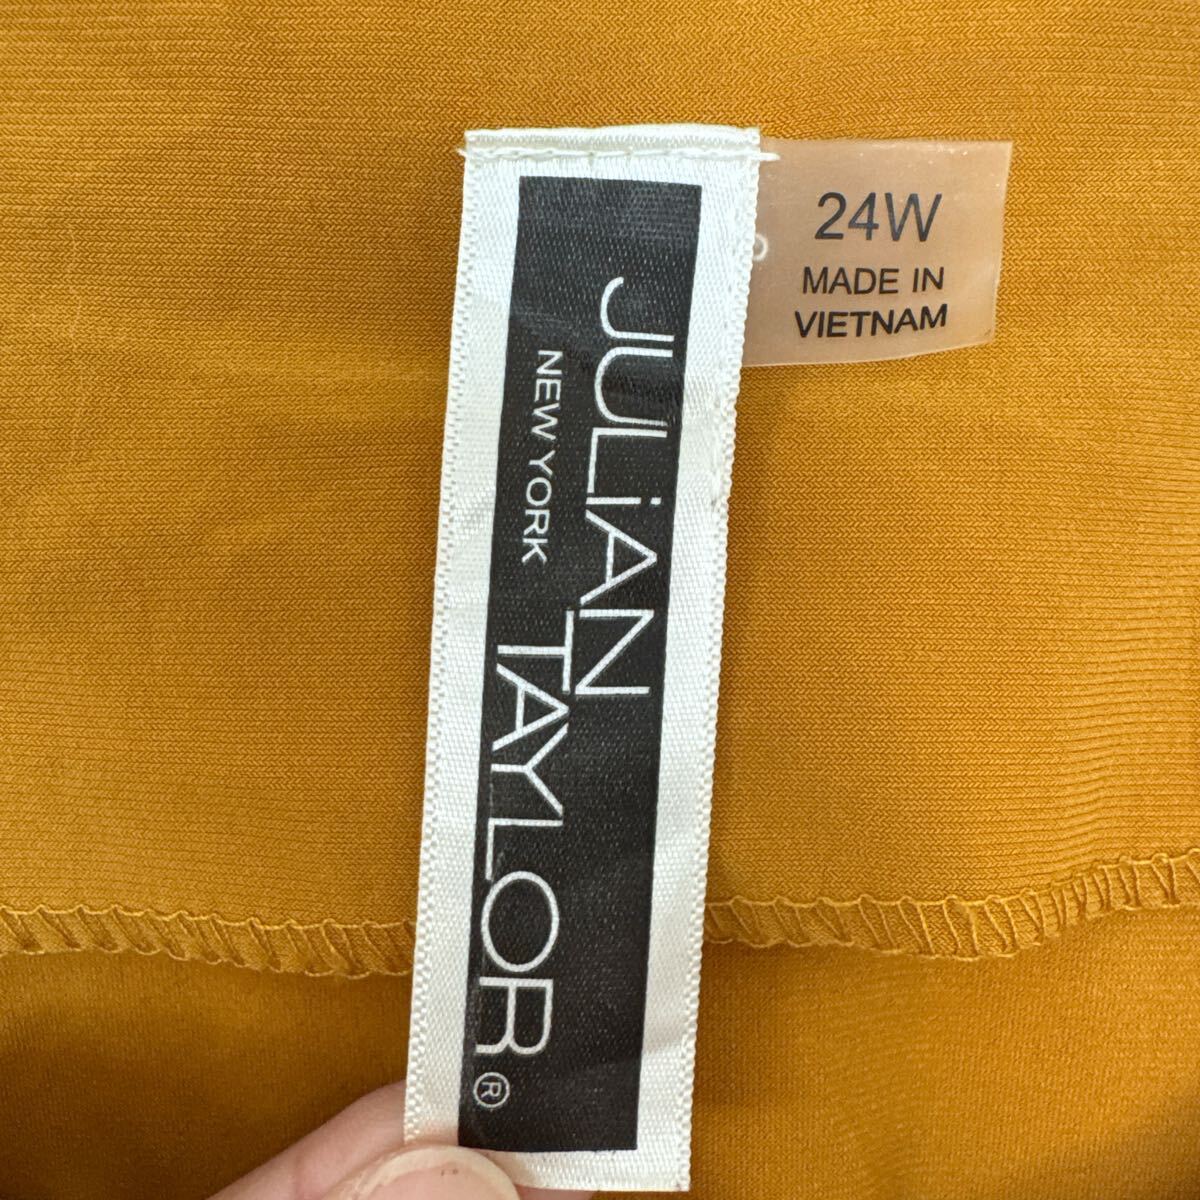 JULiAN
TAYLOR®
NEW YORK
24W
MADE IN
VIETNAM